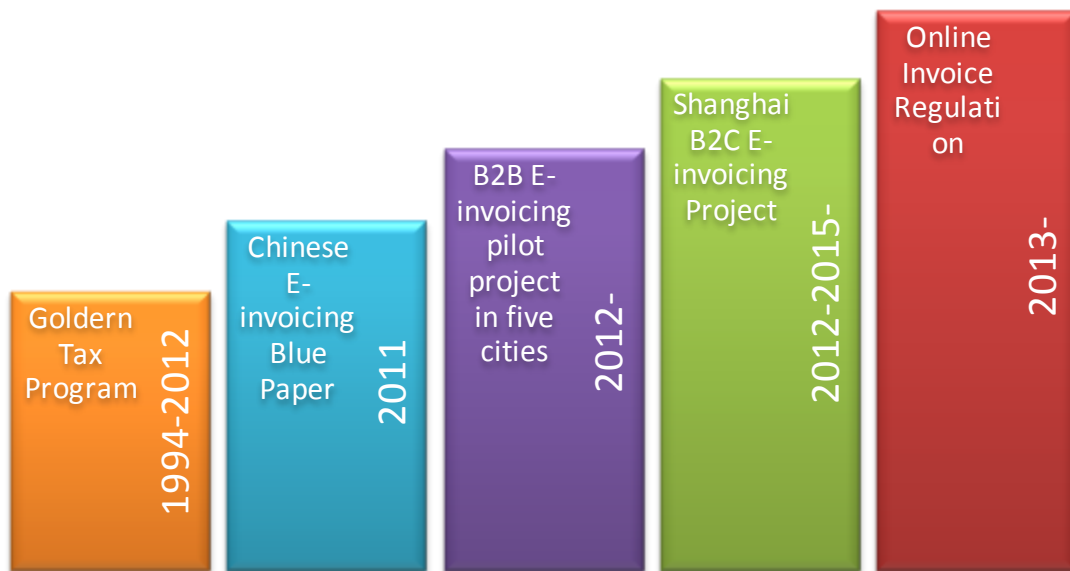 Goldern
Tax
Program
1994-2012
Chinese
E-
invoicing
Blue
Paper
2011
B2B E-
invoicing
pilot
project
in five
cities
2012-
Shanghai
B2C E-
invoicing
Project
2012-2015-
Online
Invoice
Regulati
on
2013-